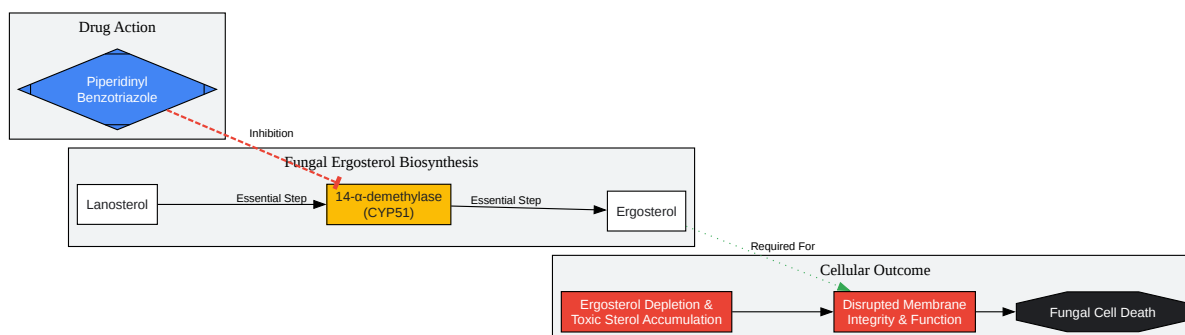 Drug Action
Piperidinyl
Benzotriazole
Inhibition
Fungal Ergosterol Biosynthesis
Lanosterol
Essential Step
14-α-demethylase
(CYP51)
Essential Step
Ergosterol
Required For
Cellular Outcome
Ergosterol Depletion &
Toxic Sterol Accumulation
Disrupted Membrane
Integrity & Function
Fungal Cell Death